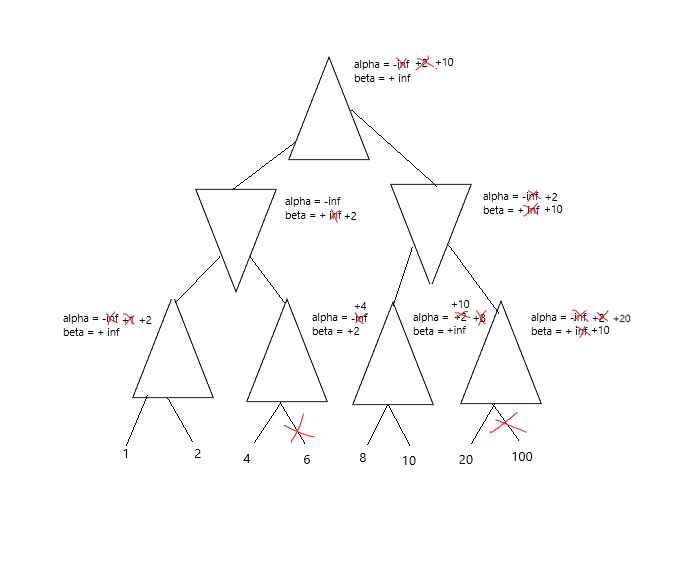 alpha = -inf +2 +10
beta = + inf
alpha = -inf
beta = + inf +2
alpha = -inf +2
beta = + inf +10
alpha = -inf +1 +2
beta = + inf
+4
alpha = -inf
beta = +2
+10
alpha = +2 +8
beta = +inf
alpha = -inf +2 +20
beta = + inf +10
1 2 4 6 8 10 20 100